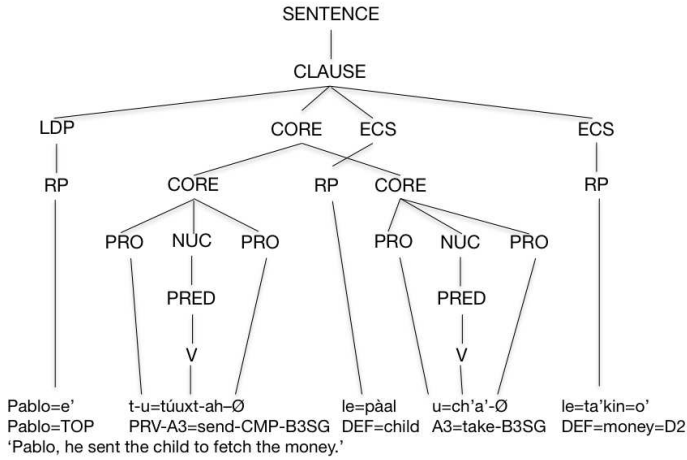 SENTENCE
CLAUSE
LDP CORE ECS ECS
RP CORE RP CORE RP
PRO NUC PRO PRO NUC PRO
PRED PRED
V V
Pablo=e’ t-u=túuxt-ah–Ø le=pàal u=ch’a’-Ø le=ta’kin=o’
Pablo=TOP PRV-A3=send-CMP-B3SG DEF=child A3=take-B3SG DEF=money=D2
‘Pablo, he sent the child to fetch the money.’